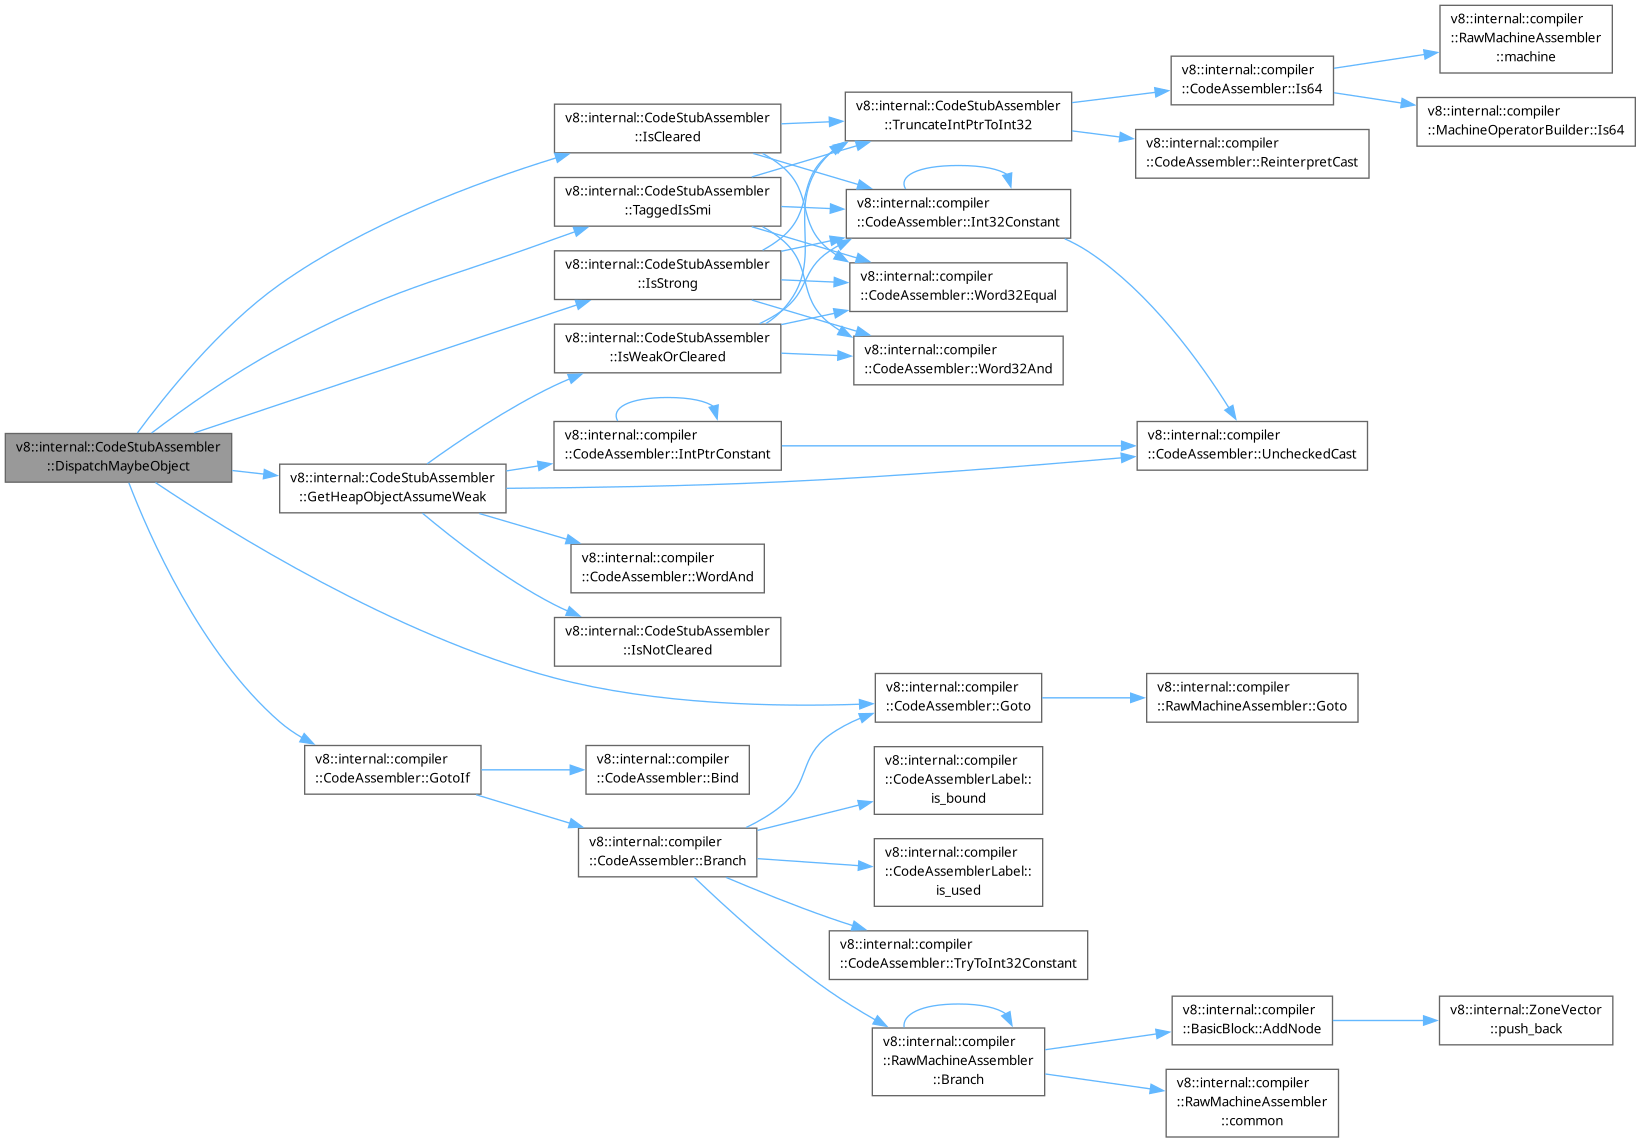 v8::internal::CodeStubAssembler
::DispatchMaybeObject
v8::internal::CodeStubAssembler
::GetHeapObjectAssumeWeak
v8::internal::compiler
::CodeAssembler::GotoIf
v8::internal::CodeStubAssembler
::IsCleared
v8::internal::CodeStubAssembler
::TaggedIsSmi
v8::internal::CodeStubAssembler
::IsStrong
v8::internal::CodeStubAssembler
::IsWeakOrCleared
v8::internal::compiler
::CodeAssembler::IntPtrConstant
v8::internal::compiler
::CodeAssembler::WordAnd
v8::internal::CodeStubAssembler
::IsNotCleared
v8::internal::compiler
::CodeAssembler::Bind
v8::internal::compiler
::CodeAssembler::Branch
v8::internal::CodeStubAssembler
::TruncateIntPtrToInt32
v8::internal::compiler
::CodeAssembler::Int32Constant
v8::internal::compiler
::CodeAssembler::Word32Equal
v8::internal::compiler
::CodeAssembler::Word32And
v8::internal::compiler
::CodeAssembler::Goto
v8::internal::compiler
::CodeAssemblerLabel::
is_bound
v8::internal::compiler
::CodeAssemblerLabel::
is_used
v8::internal::compiler
::CodeAssembler::TryToInt32Constant
v8::internal::compiler
::RawMachineAssembler
::Branch
v8::internal::compiler
::CodeAssembler::Is64
v8::internal::compiler
::CodeAssembler::ReinterpretCast
v8::internal::compiler
::CodeAssembler::UncheckedCast
v8::internal::compiler
::RawMachineAssembler::Goto
v8::internal::compiler
::BasicBlock::AddNode
v8::internal::compiler
::RawMachineAssembler
::common
v8::internal::compiler
::RawMachineAssembler
::machine
v8::internal::compiler
::MachineOperatorBuilder::Is64
v8::internal::ZoneVector
::push_back